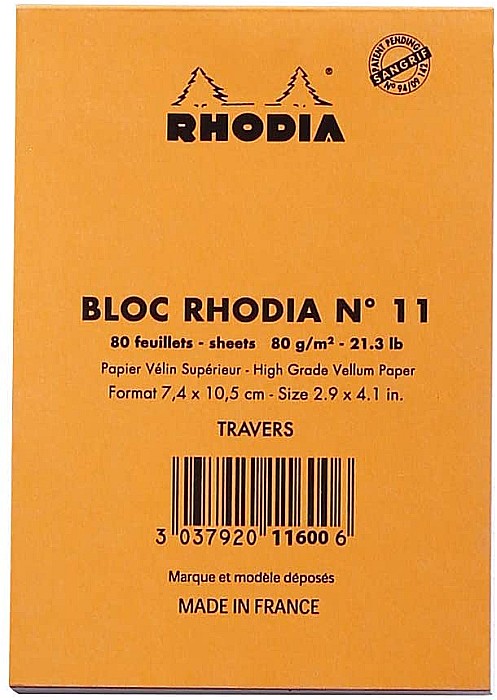 PATENT PENDING
SANGRIF
N° 94/09 142
RHODIA®
BLOC RHODIA N° 11
80 feuillets - sheets 80 g/m² - 21.3 lb
Papier Vélin Supérieur - High Grade Vellum Paper
Format 7,4 x 10,5 cm - Size 2.9 x 4.1 in.
TRAVERS
3 037920 11600 6
Marque et modèle déposés
MADE IN FRANCE